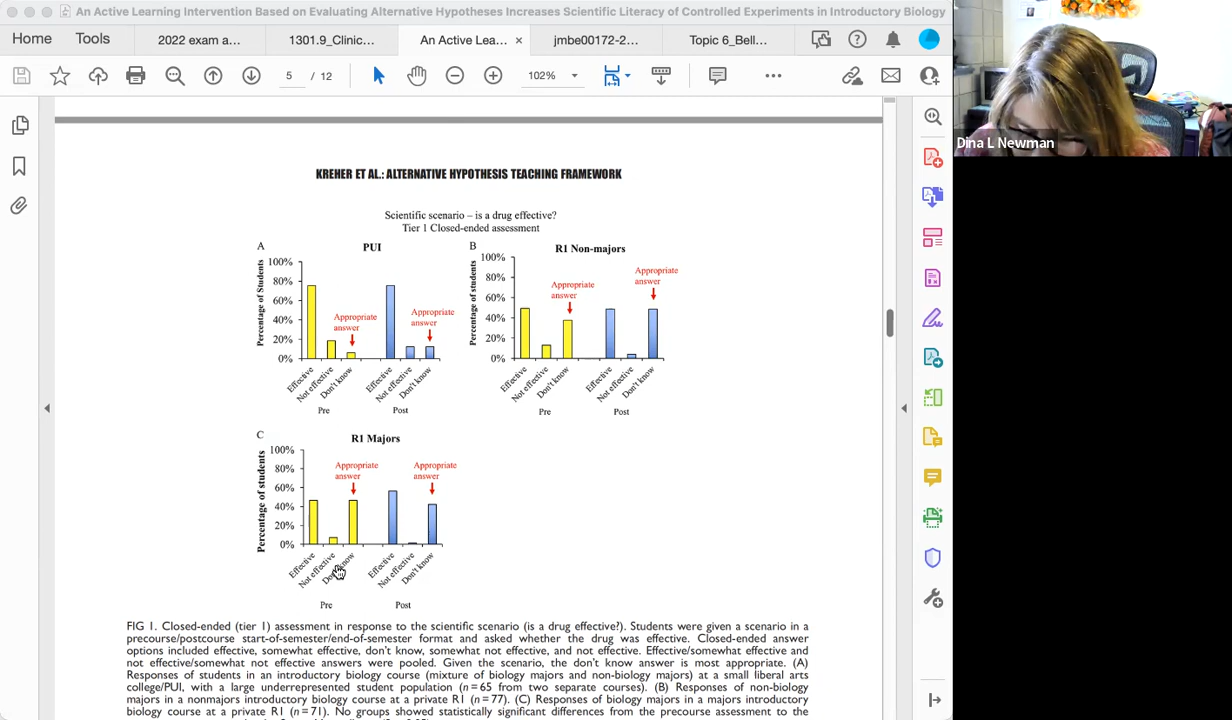 An Active Learning Intervention Based on Evaluating Alternative Hypotheses Increases Scientific Literacy of Controlled Experiments in Introductory Biology
Home Tools 2022 exam a... 1301.9_Clinic... An Active Lea... × jmbe00172-2... Topic 6_Bell...
5 / 12 102%
Dina L Newman
KREHER ET AL.: ALTERNATIVE HYPOTHESIS TEACHING FRAMEWORK
Scientific scenario – is a drug effective?
Tier 1 Closed-ended assessment
A PUI
Percentage of Students
100%
80%
60%
40%
20%
0%
Appropriate
answer
Appropriate
answer
Effective Not effective Don't know Effective Not effective Don't know
Pre Post
B R1 Non-majors
Percentage of students
100%
80%
60%
40%
20%
0%
Appropriate
answer
Appropriate
answer
Effective Not effective Don't know Effective Not effective Don't know
Pre Post
C R1 Majors
Percentage of students
100%
80%
60%
40%
20%
0%
Appropriate
answer
Appropriate
answer
Effective Not effective Don't know Effective Not effective Don't know
Pre Post
FIG 1. Closed-ended (tier 1) assessment in response to the scientific scenario (is a drug effective?). Students were given a scenario in a
precourse/postcourse start-of-semester/end-of-semester format and asked whether the drug was effective. Closed-ended answer
options included effective, somewhat effective, don't know, somewhat not effective, and not effective. Effective/somewhat effective and
not effective/somewhat not effective answers were pooled. Given the scenario, the don't know answer is most appropriate. (A)
Responses of students in an introductory biology course (mixture of biology majors and non-biology majors) at a small liberal arts
college/PUI, with a large underrepresented student population (n = 65 from two separate courses). (B) Responses of non-biology
majors in a nonmajors introductory biology course at a private R1 (n = 77). (C) Responses of biology majors in a majors introductory
biology course at a private R1 (n = 71). No groups showed statistically significant differences from the precourse assessment to the